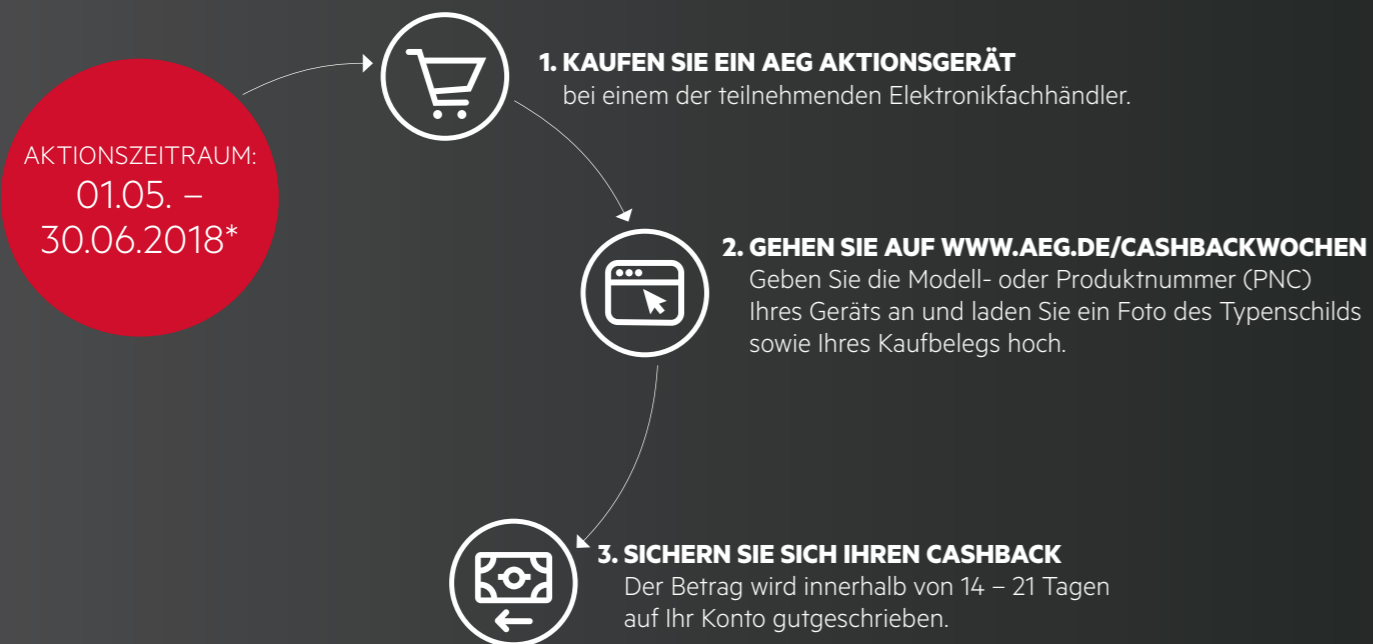 AKTIONSZEITRAUM:
01.05. –
30.06.2018*
1. KAUFEN SIE EIN AEG AKTIONSGERÄT
bei einem der teilnehmenden Elektronikfachhändler.
2. GEHEN SIE AUF WWW.AEG.DE/CASHBACKWOCHEN
Geben Sie die Modell- oder Produktnummer (PNC)
Ihres Geräts an und laden Sie ein Foto des Typenschilds
sowie Ihres Kaufbelegs hoch.
3. SICHERN SIE SICH IHREN CASHBACK
Der Betrag wird innerhalb von 14 – 21 Tagen
auf Ihr Konto gutgeschrieben.